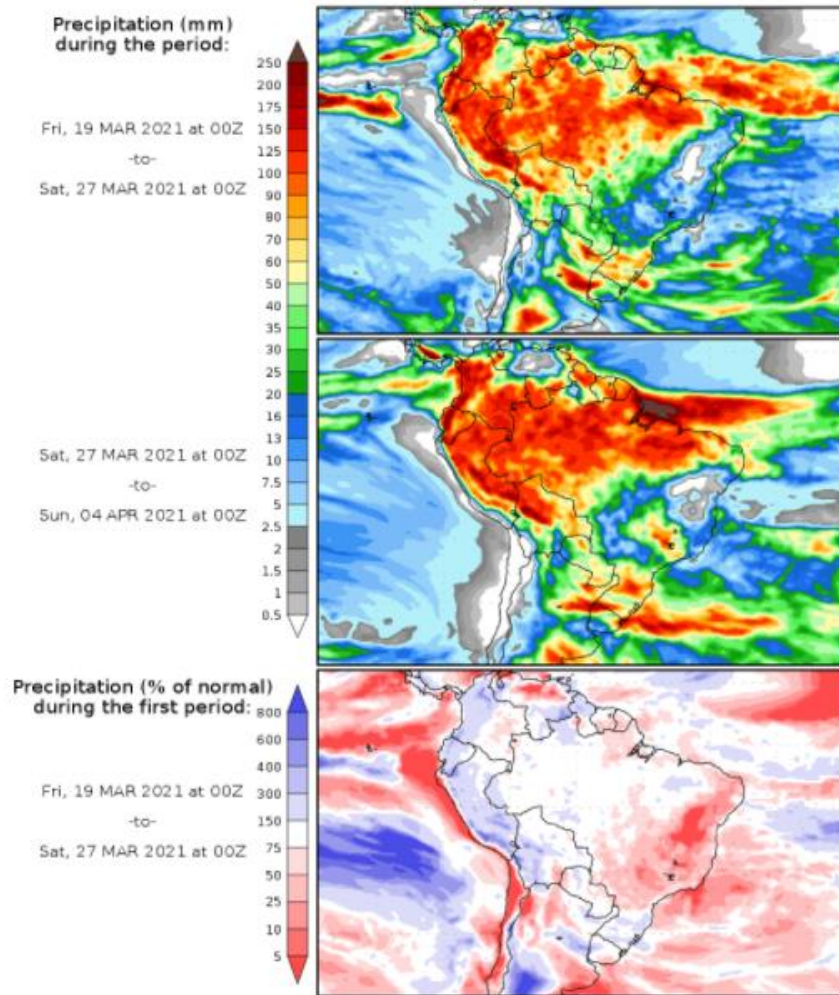 Precipitation (mm)
during the period:
Fri, 19 MAR 2021 at 00Z
-to-
Sat, 27 MAR 2021 at 00Z
Sat, 27 MAR 2021 at 00Z
-to-
Sun, 04 APR 2021 at 00Z
250
200
175
150
125
100
90
80
70
60
50
40
35
30
25
20
16
13
10
7.5
5
2.5
2
1.5
1
0.5
Precipitation (% of normal)
during the first period:
Fri, 19 MAR 2021 at 00Z
-to-
Sat, 27 MAR 2021 at 00Z
800
600
400
300
150
75
50
25
10
5